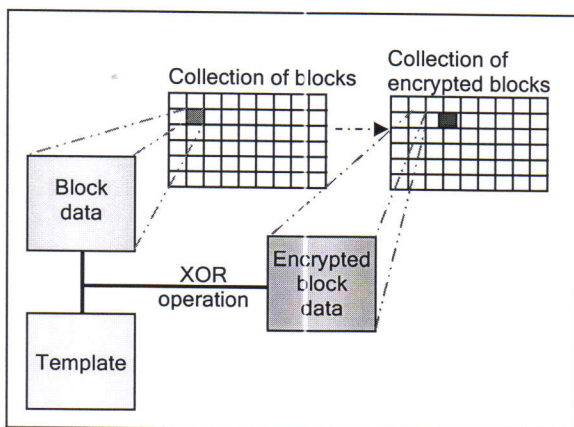 Collection of blocks
Collection of
encrypted blocks
Block
data
XOR
operation
Encrypted
block
data
Template